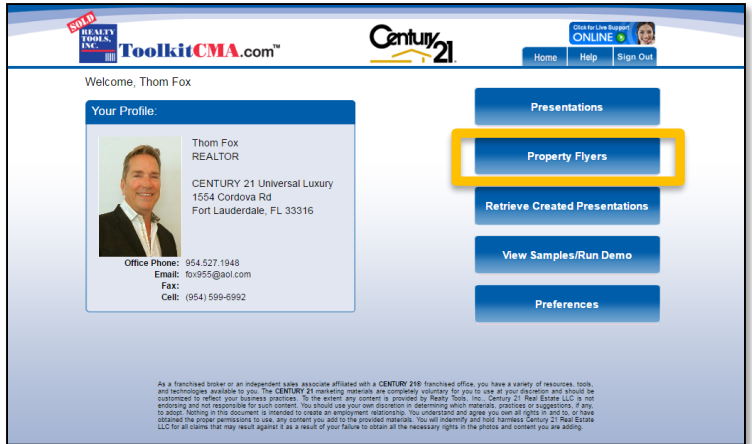 SOLD
REALTY
TOOLS,
INC.
ToolkitCMA.com™
Century 21
Click for Live Support
ONLINE
Home Help Sign Out
Welcome, Thom Fox
Your Profile:
Thom Fox
REALTOR
CENTURY 21 Universal Luxury
1554 Cordova Rd
Fort Lauderdale, FL 33316
Office Phone: 954.527.1948
Email: fox955@aol.com
Fax:
Cell: (954) 599-6992
Presentations
Property Flyers
Retrieve Created Presentations
View Samples/Run Demo
Preferences
As a franchised broker or an independent sales associate affiliated with a CENTURY 21® franchised office, you have a variety of resources, tools,
and technologies available to you. The CENTURY 21 marketing materials are completely voluntary for you to use at your discretion and should be
customized to reflect your business practices. To the extent any content is provided by Realty Tools, Inc., Century 21 Real Estate LLC is not
endorsing and not responsible for such content. You should use your own discretion in determining which materials, practices or suggestions, if any,
to adopt. Nothing in this document is intended to create an employment relationship. You understand and agree you own all rights in and to, or have
obtained the proper permissions to use, any content you add to the provided materials. You will indemnify and hold harmless Century 21 Real Estate
LLC for all claims that may result against it as a result of your failure to obtain all the necessary rights in the photos and content you are adding.